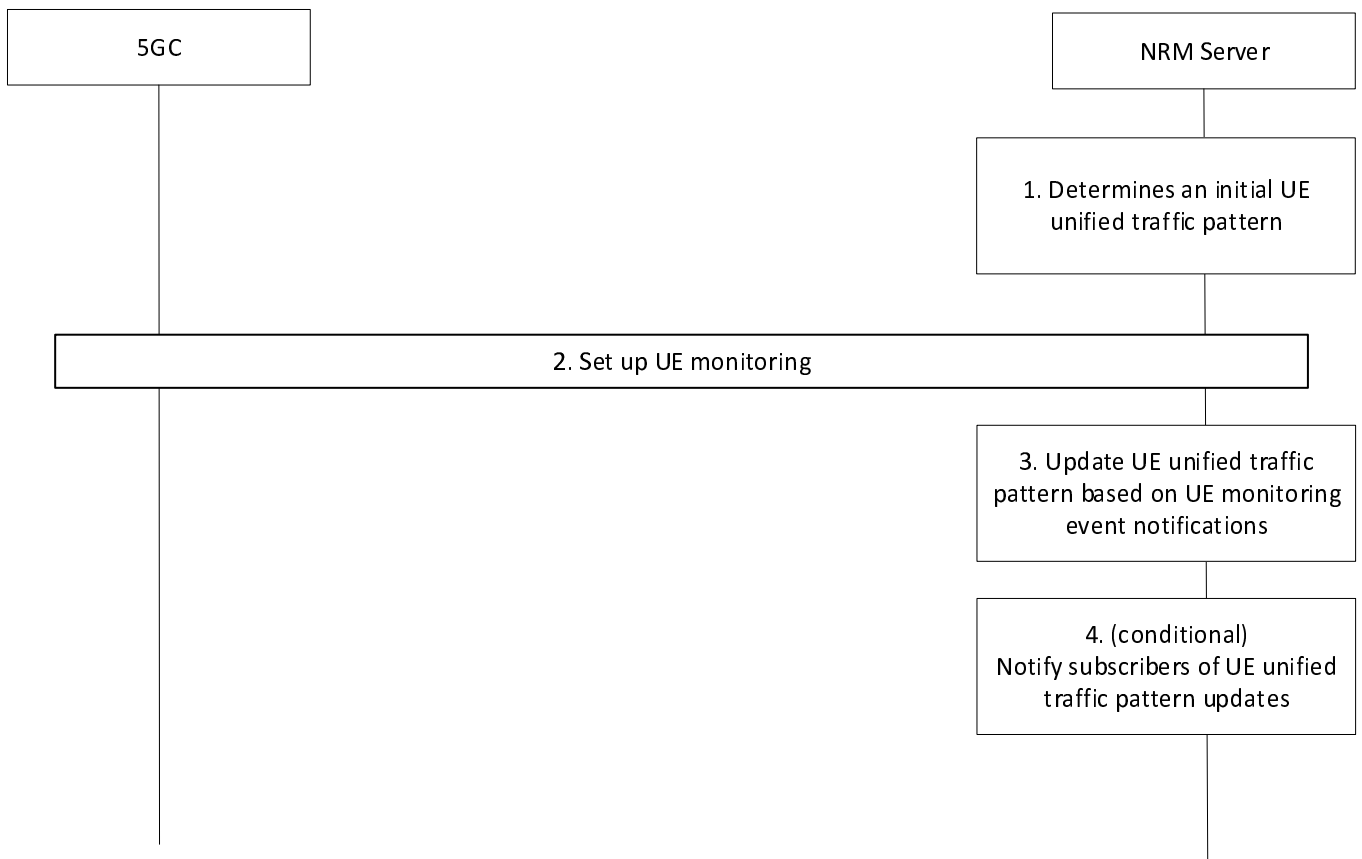 5GC
NRM Server
1. Determines an initial UE
unified traffic pattern
2. Set up UE monitoring
3. Update UE unified traffic
pattern based on UE monitoring
event notifications
4. (conditional)
Notify subscribers of UE unified
traffic pattern updates